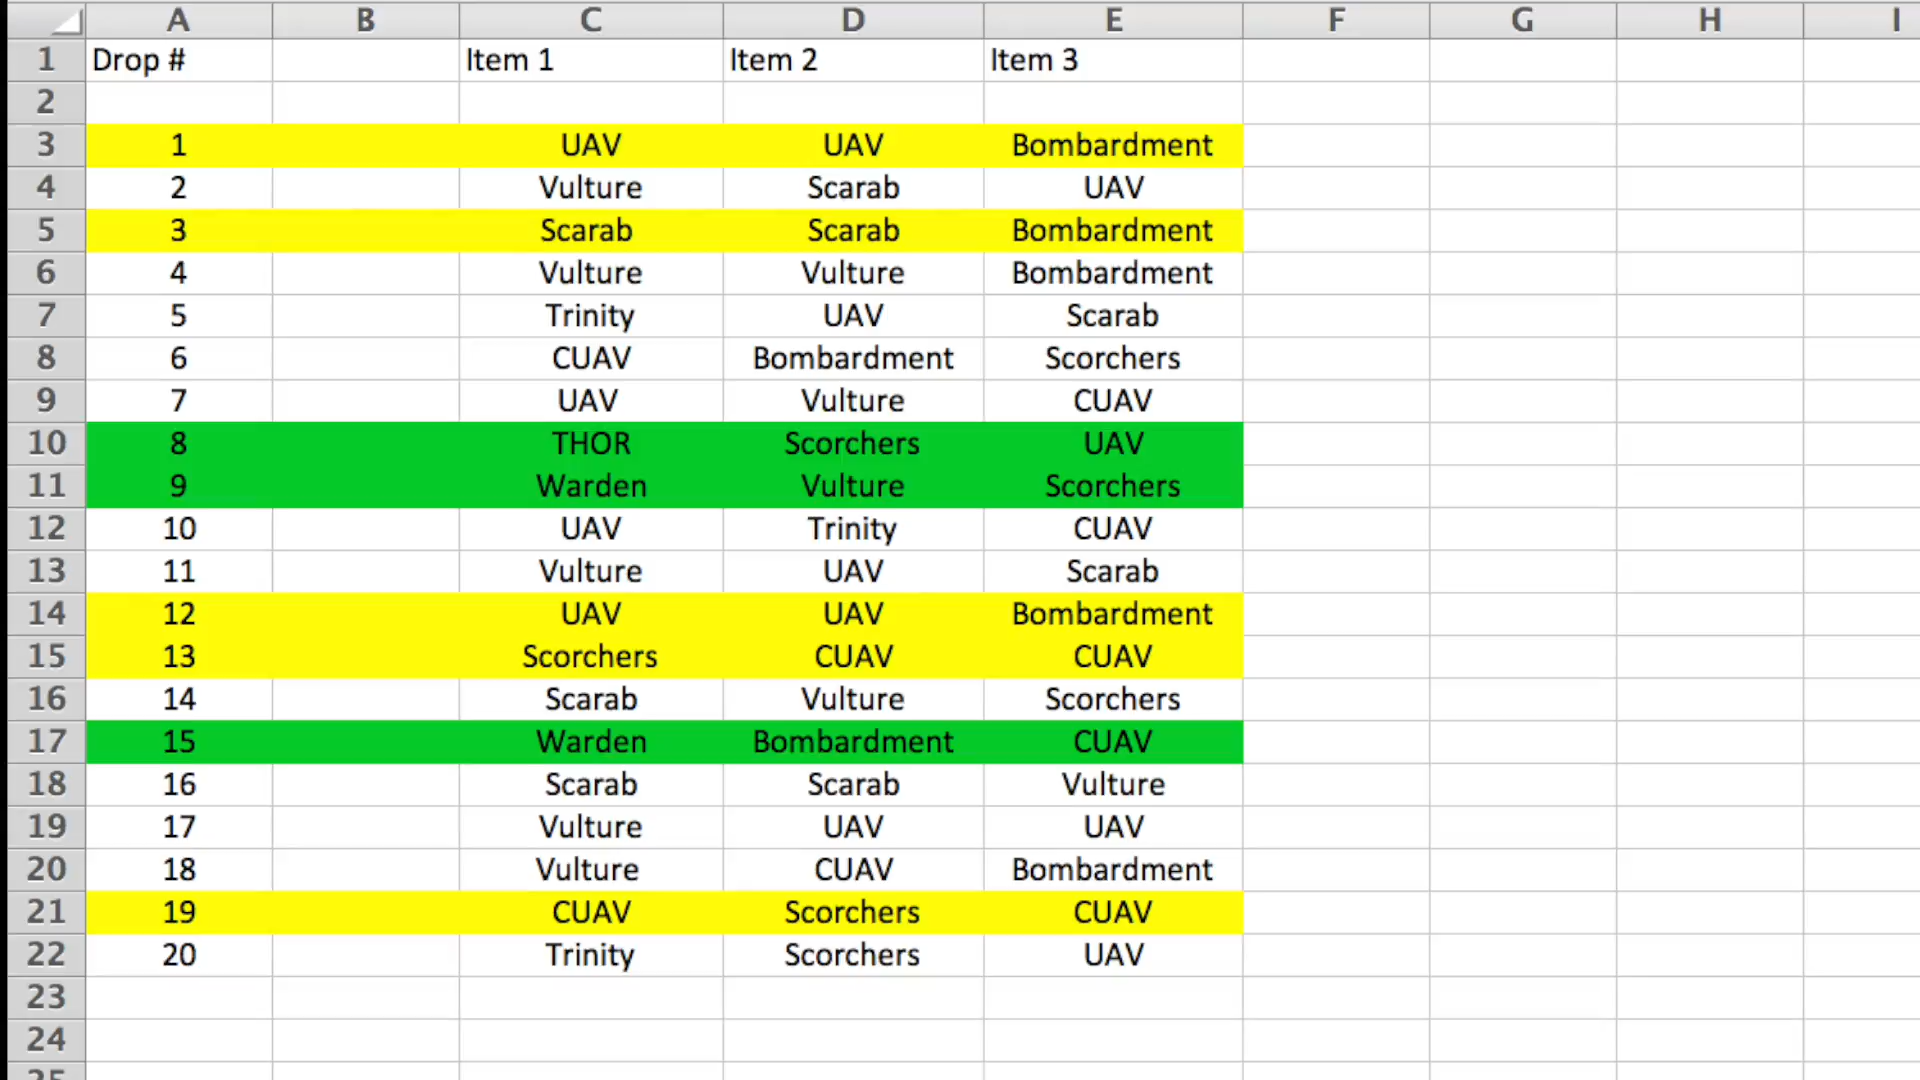 A B C D E F G H I
1 Drop # Item 1 Item 2 Item 3
2
3 1 UAV UAV Bombardment
4 2 Vulture Scarab UAV
5 3 Scarab Scarab Bombardment
6 4 Vulture Vulture Bombardment
7 5 Trinity UAV Scarab
8 6 CUAV Bombardment Scorchers
9 7 UAV Vulture CUAV
10 8 THOR Scorchers UAV
11 9 Warden Vulture Scorchers
12 10 UAV Trinity CUAV
13 11 Vulture UAV Scarab
14 12 UAV UAV Bombardment
15 13 Scorchers CUAV CUAV
16 14 Scarab Vulture Scorchers
17 15 Warden Bombardment CUAV
18 16 Scarab Scarab Vulture
19 17 Vulture UAV UAV
20 18 Vulture CUAV Bombardment
21 19 CUAV Scorchers CUAV
22 20 Trinity Scorchers UAV
23
24
25